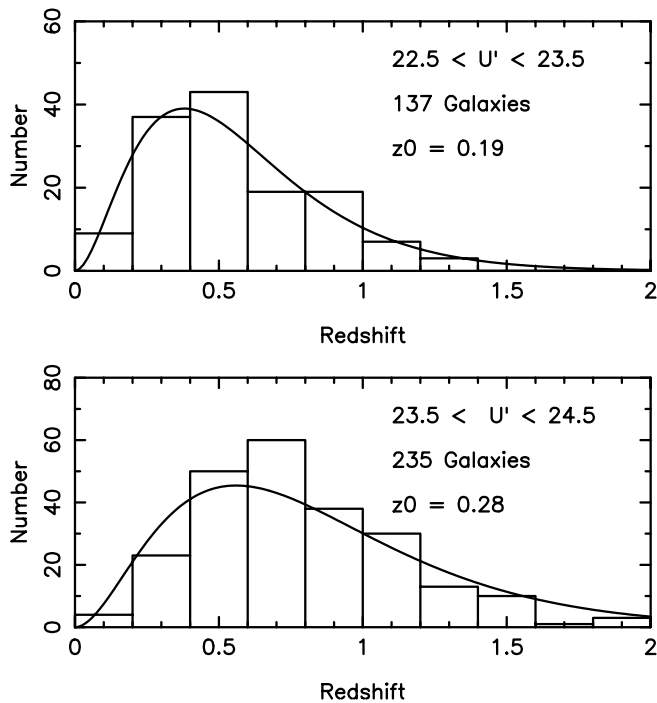 60
40
20
0
Number
22.5 < U' < 23.5
137 Galaxies
z0 = 0.19
0 0.5 1 1.5 2
Redshift
80
60
40
20
0
Number
23.5 < U' < 24.5
235 Galaxies
z0 = 0.28
0 0.5 1 1.5 2
Redshift